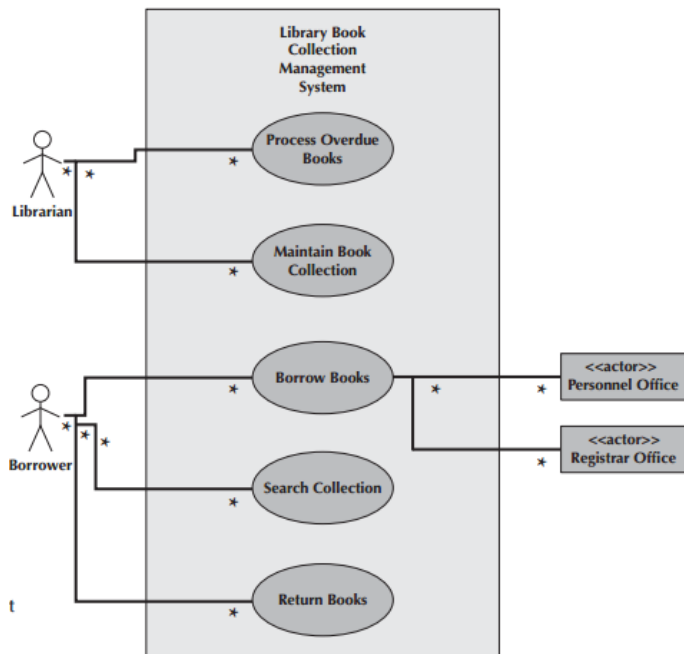 Library Book
Collection
Management
System
Process Overdue
Books
*
*
*
Librarian
Maintain Book
Collection
*
Borrow Books
*
*
*
<<actor>>
Personnel Office
*
*
*
Borrower
<<actor>>
Registrar Office
*
Search Collection
*
Return Books
*
t